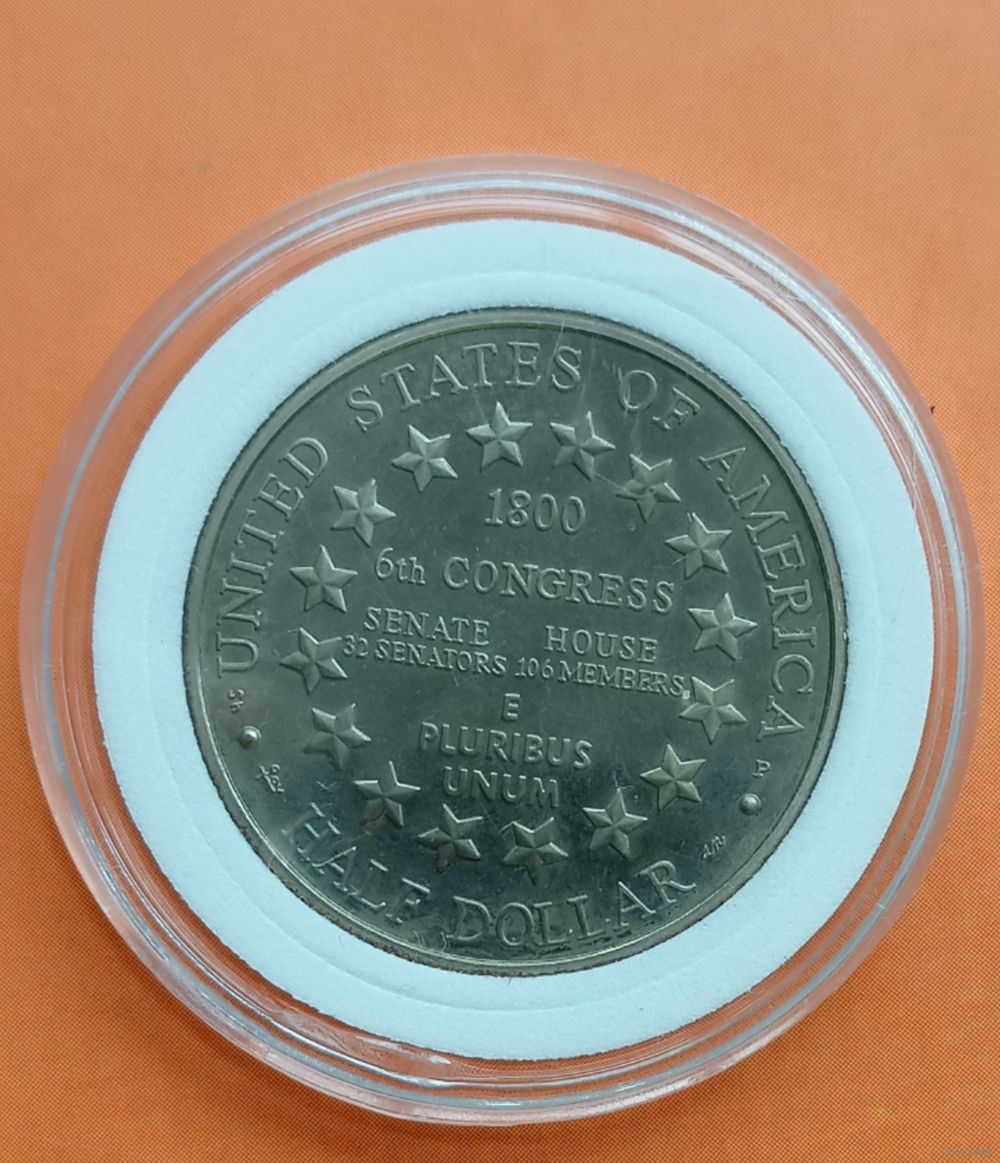 UNITED STATES OF AMERICA
1800
6th CONGRESS
SENATE HOUSE
32 SENATORS 106 MEMBERS
E
PLURIBUS
UNUM
P
HALF DOLLAR